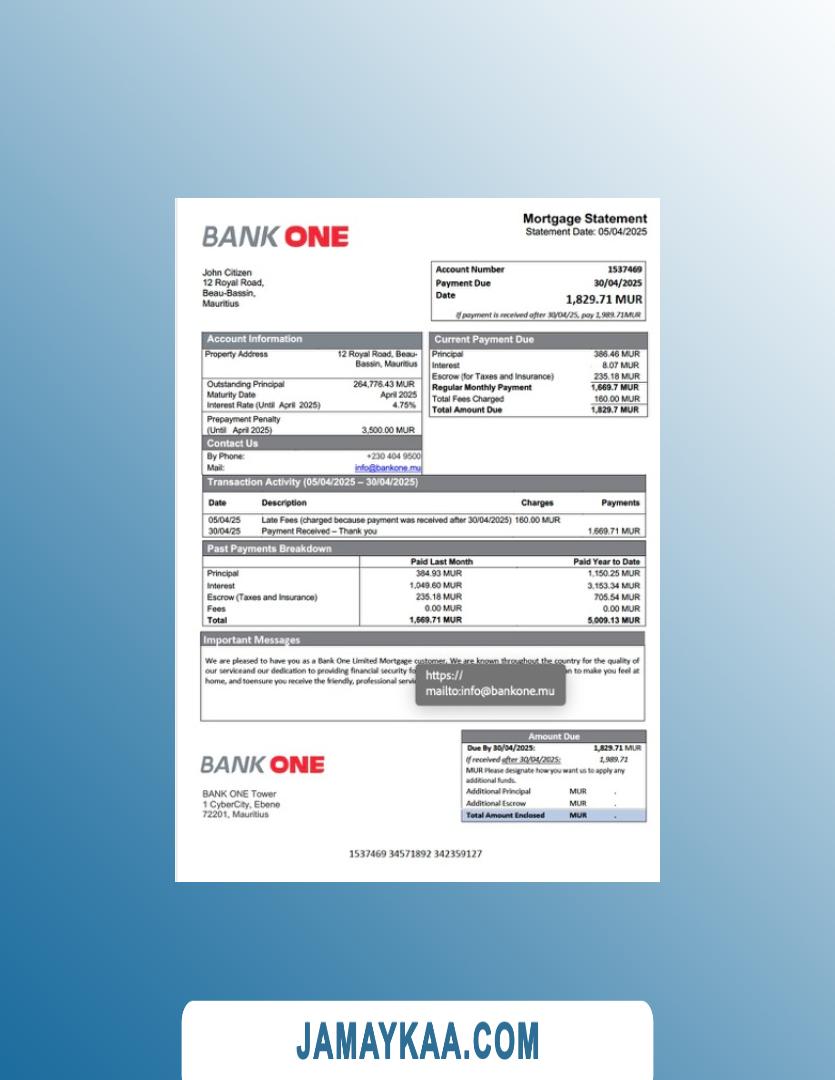 BANK ONE
Mortgage Statement
Statement Date: 05/04/2025
John Citizen
12 Royal Road,
Beau-Bassin,
Mauritius
Account Number 1537469
Payment Due 30/04/2025
Date 1,829.71 MUR
If payment is received after 30/04/25, pay 1,989.71MUR
Account Information
Property Address 12 Royal Road, Beau-
Bassin, Mauritius
Outstanding Principal 264,776.43 MUR
Maturity Date April 2025
Interest Rate (Until April 2025) 4.75%
Prepayment Penalty
(Until April 2025) 3,500.00 MUR
Contact Us
By Phone: +230 404 9500
Mail: info@bankone.mu
Current Payment Due
Principal 386.46 MUR
Interest 8.07 MUR
Escrow (for Taxes and Insurance) 235.18 MUR
Regular Monthly Payment 1,669.7 MUR
Total Fees Charged 160.00 MUR
Total Amount Due 1,829.7 MUR
Transaction Activity (05/04/2025 – 30/04/2025)
Date Description Charges Payments
05/04/25 Late Fees (charged because payment was received after 30/04/2025) 160.00 MUR
30/04/25 Payment Received – Thank you 1,669.71 MUR
Past Payments Breakdown
Paid Last Month Paid Year to Date
Principal 384.93 MUR 1,150.25 MUR
Interest 1,049.60 MUR 3,153.34 MUR
Escrow (Taxes and Insurance) 235.18 MUR 705.54 MUR
Fees 0.00 MUR 0.00 MUR
Total 1,669.71 MUR 5,009.13 MUR
Important Messages
We are pleased to have you as a Bank One Limited Mortgage customer. We are known throughout the country for the quality of
our serviceand our dedication to providing financial security to make you feel at
home, and toensure you receive the friendly, professional
https://
mailto:info@bankone.mu
BANK ONE
BANK ONE Tower
1 CyberCity, Ebene
72201, Mauritius
Amount Due
Due By 30/04/2025: 1,829.71 MUR
If received after 30/04/2025: 1,989.71
MUR Please designate how you want us to apply any
additional funds.
Additional Principal MUR .
Additional Escrow MUR .
Total Amount Enclosed MUR .
1537469 34571892 342359127
JAMAYKAA.COM